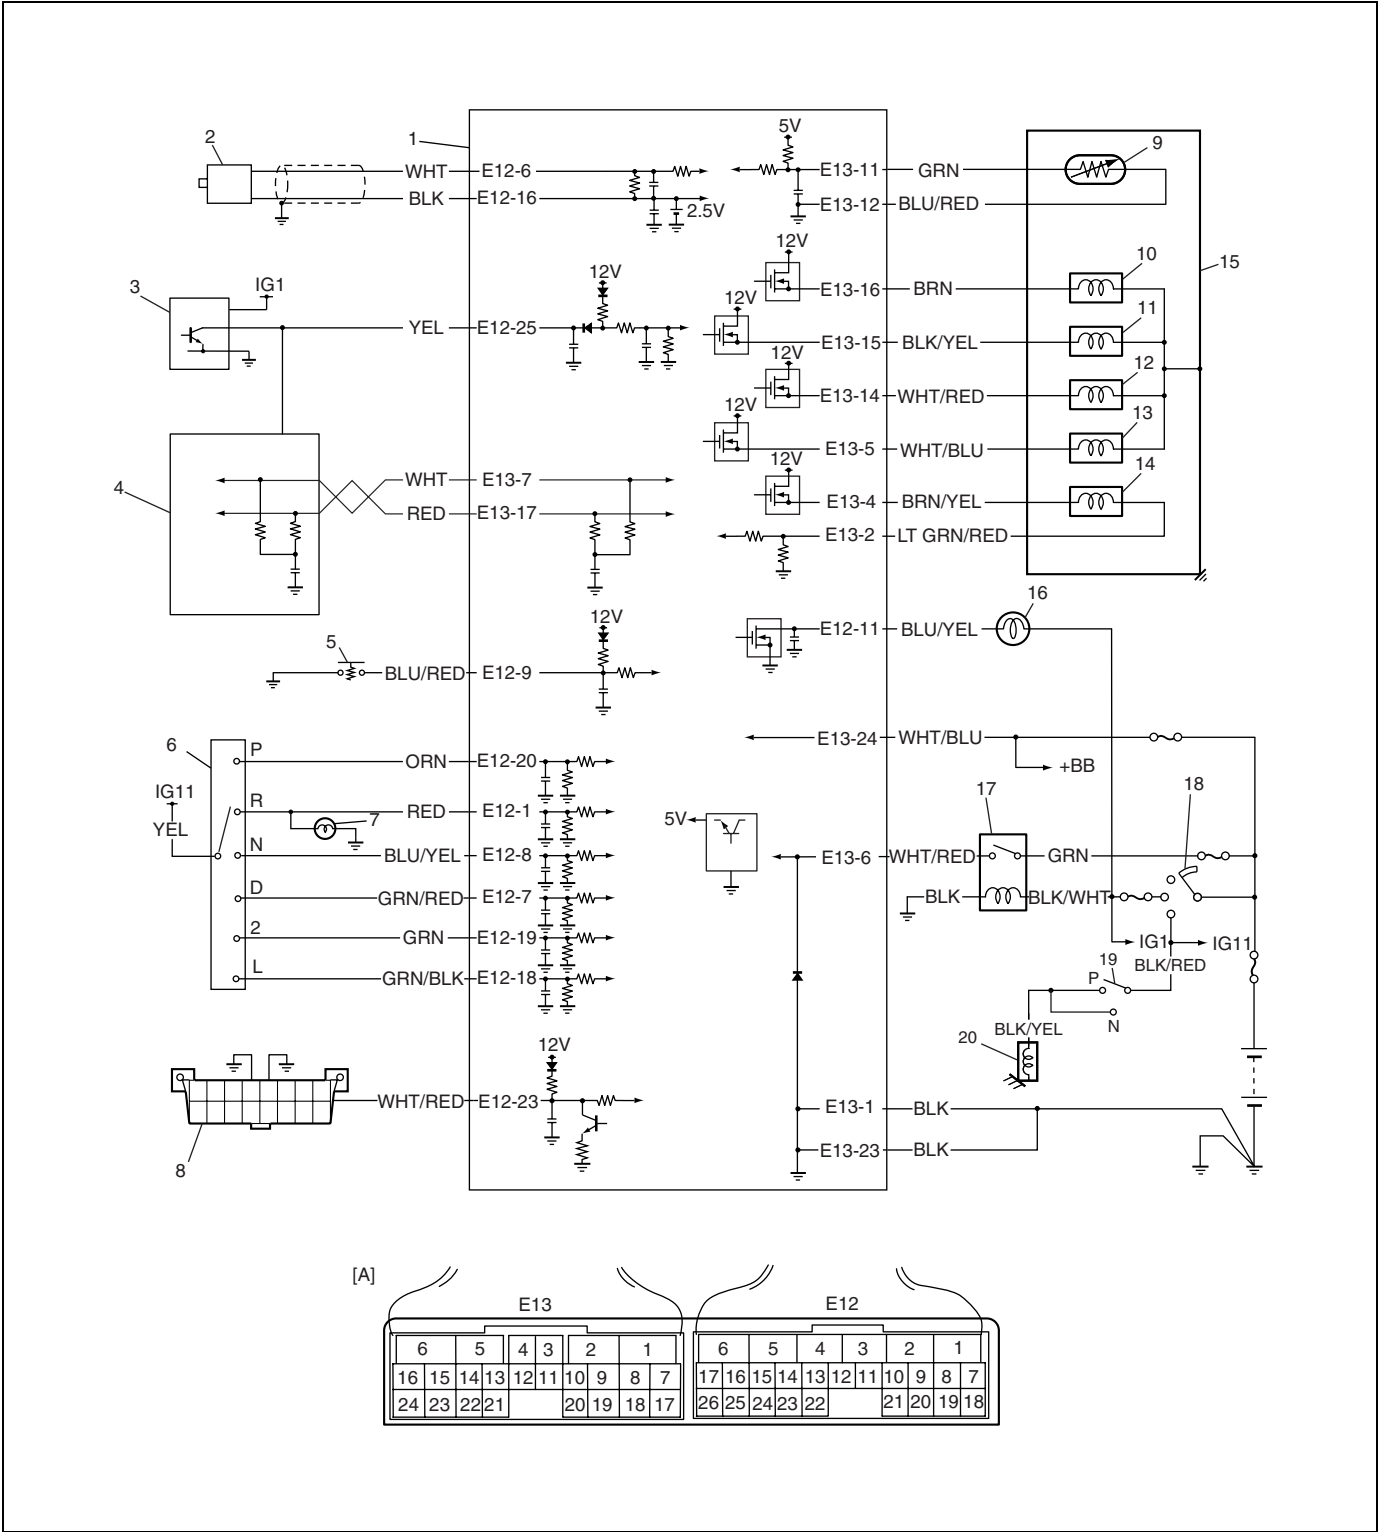 2
1
WHT E12-6
BLK E12-16
2.5V
5V
E13-11 GRN
E13-12 BLU/RED
9
12V
E13-16 BRN
10
15
3
IG1
12V
YEL E12-25
12V
E13-15 BLK/YEL
11
12V
E13-14 WHT/RED
12
12V
E13-5 WHT/BLU
13
4
WHT E13-7
RED E13-17
12V
E13-4 BRN/YEL
14
E13-2 LT GRN/RED
5
BLU/RED E12-9
12V
E12-11 BLU/YEL
16
6
IG11
YEL
P ORN E12-20
R RED E12-1
7
N BLU/YEL E12-8
D GRN/RED E12-7
2 GRN E12-19
L GRN/BLK E12-18
E13-24 WHT/BLU
+BB
17
18
5V
E13-6 WHT/RED GRN
BLK BLK/WHT
IG1 IG11
BLK/RED
19
P
N
BLK/YEL
20
8
WHT/RED E12-23
12V
E13-1 BLK
E13-23 BLK
[A]
E13
6 5 4 3 2 1
16 15 14 13 12 11 10 9 8 7
24 23 22 21 20 19 18 17
E12
6 5 4 3 2 1
17 16 15 14 13 12 11 10 9 8 7
26 25 24 23 22 21 20 19 18